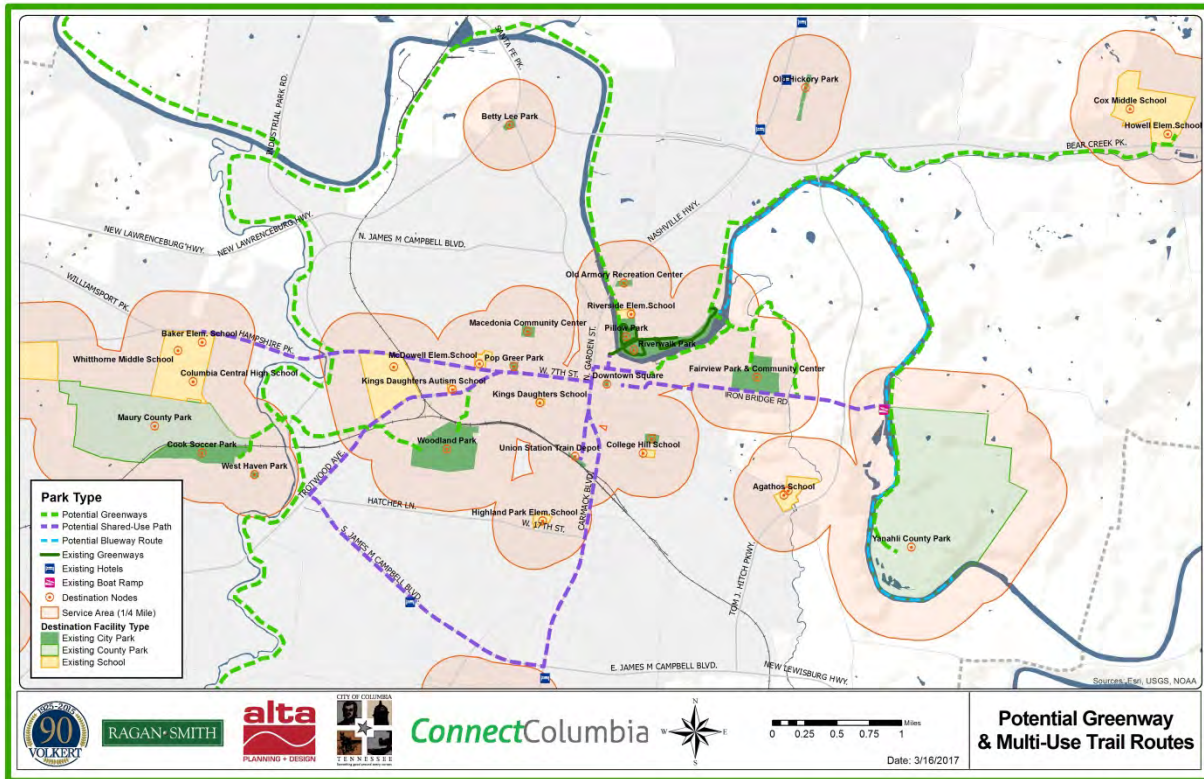 SANTA FE PK.
INDUSTRIAL PARK RD.
Old Hickory Park
Cox Middle School
Howell Elem.School
Betty Lee Park
BEAR CREEK PK.
NEW LAWRENCEBURG HWY.
NEW LAWRENCEBURG HWY.
N. JAMES M CAMPBELL BLVD.
NASHVILLE HWY.
WILLIAMSPORT PK.
Old Armory Recreation Center
Riverside Elem.School
Macedonia Community Center
Pillow Park
Riverwalk Park
N. GARDEN ST.
Baker Elem. School
HAMPSHIRE PK.
Whitthorne Middle School
McDowell Elem.School
Pop Greer Park
W. 7TH ST.
Fairview Park & Community Center
Columbia Central High School
Kings Daughters Autism School
Downtown Square
Kings Daughters School
IRON BRIDGE RD.
Maury County Park
Cook Soccer Park
Woodland Park
Union Station Train Depot
College Hill School
West Haven Park
TROTWOOD AVE.
HATCHER LN.
CARMACK BLVD.
Agathos School
Highland Park Elem.School
W. 17TH ST.
Yanahli County Park
S. JAMES M CAMPBELL BLVD.
TOM J. HITCH PKWY.
E. JAMES M CAMPBELL BLVD.
NEW LEWISBURG HWY.
Park Type
Potential Greenways
Potential Shared-Use Path
Potential Blueway Route
Existing Greenways
Existing Hotels
Existing Boat Ramp
Destination Nodes
Service Area (1/4 Mile)
Destination Facility Type
Existing City Park
Existing County Park
Existing School
Sources: Esri, USGS, NOAA
1925-2015
90
VOLKERT
RAGAN·SMITH
alta
PLANNING + DESIGN
CITY OF COLUMBIA
TENNESSEE
ConnectColumbia
N
W
E
S
Miles
0 0.25 0.5 0.75 1
Date: 3/16/2017
Potential Greenway
& Multi-Use Trail Routes